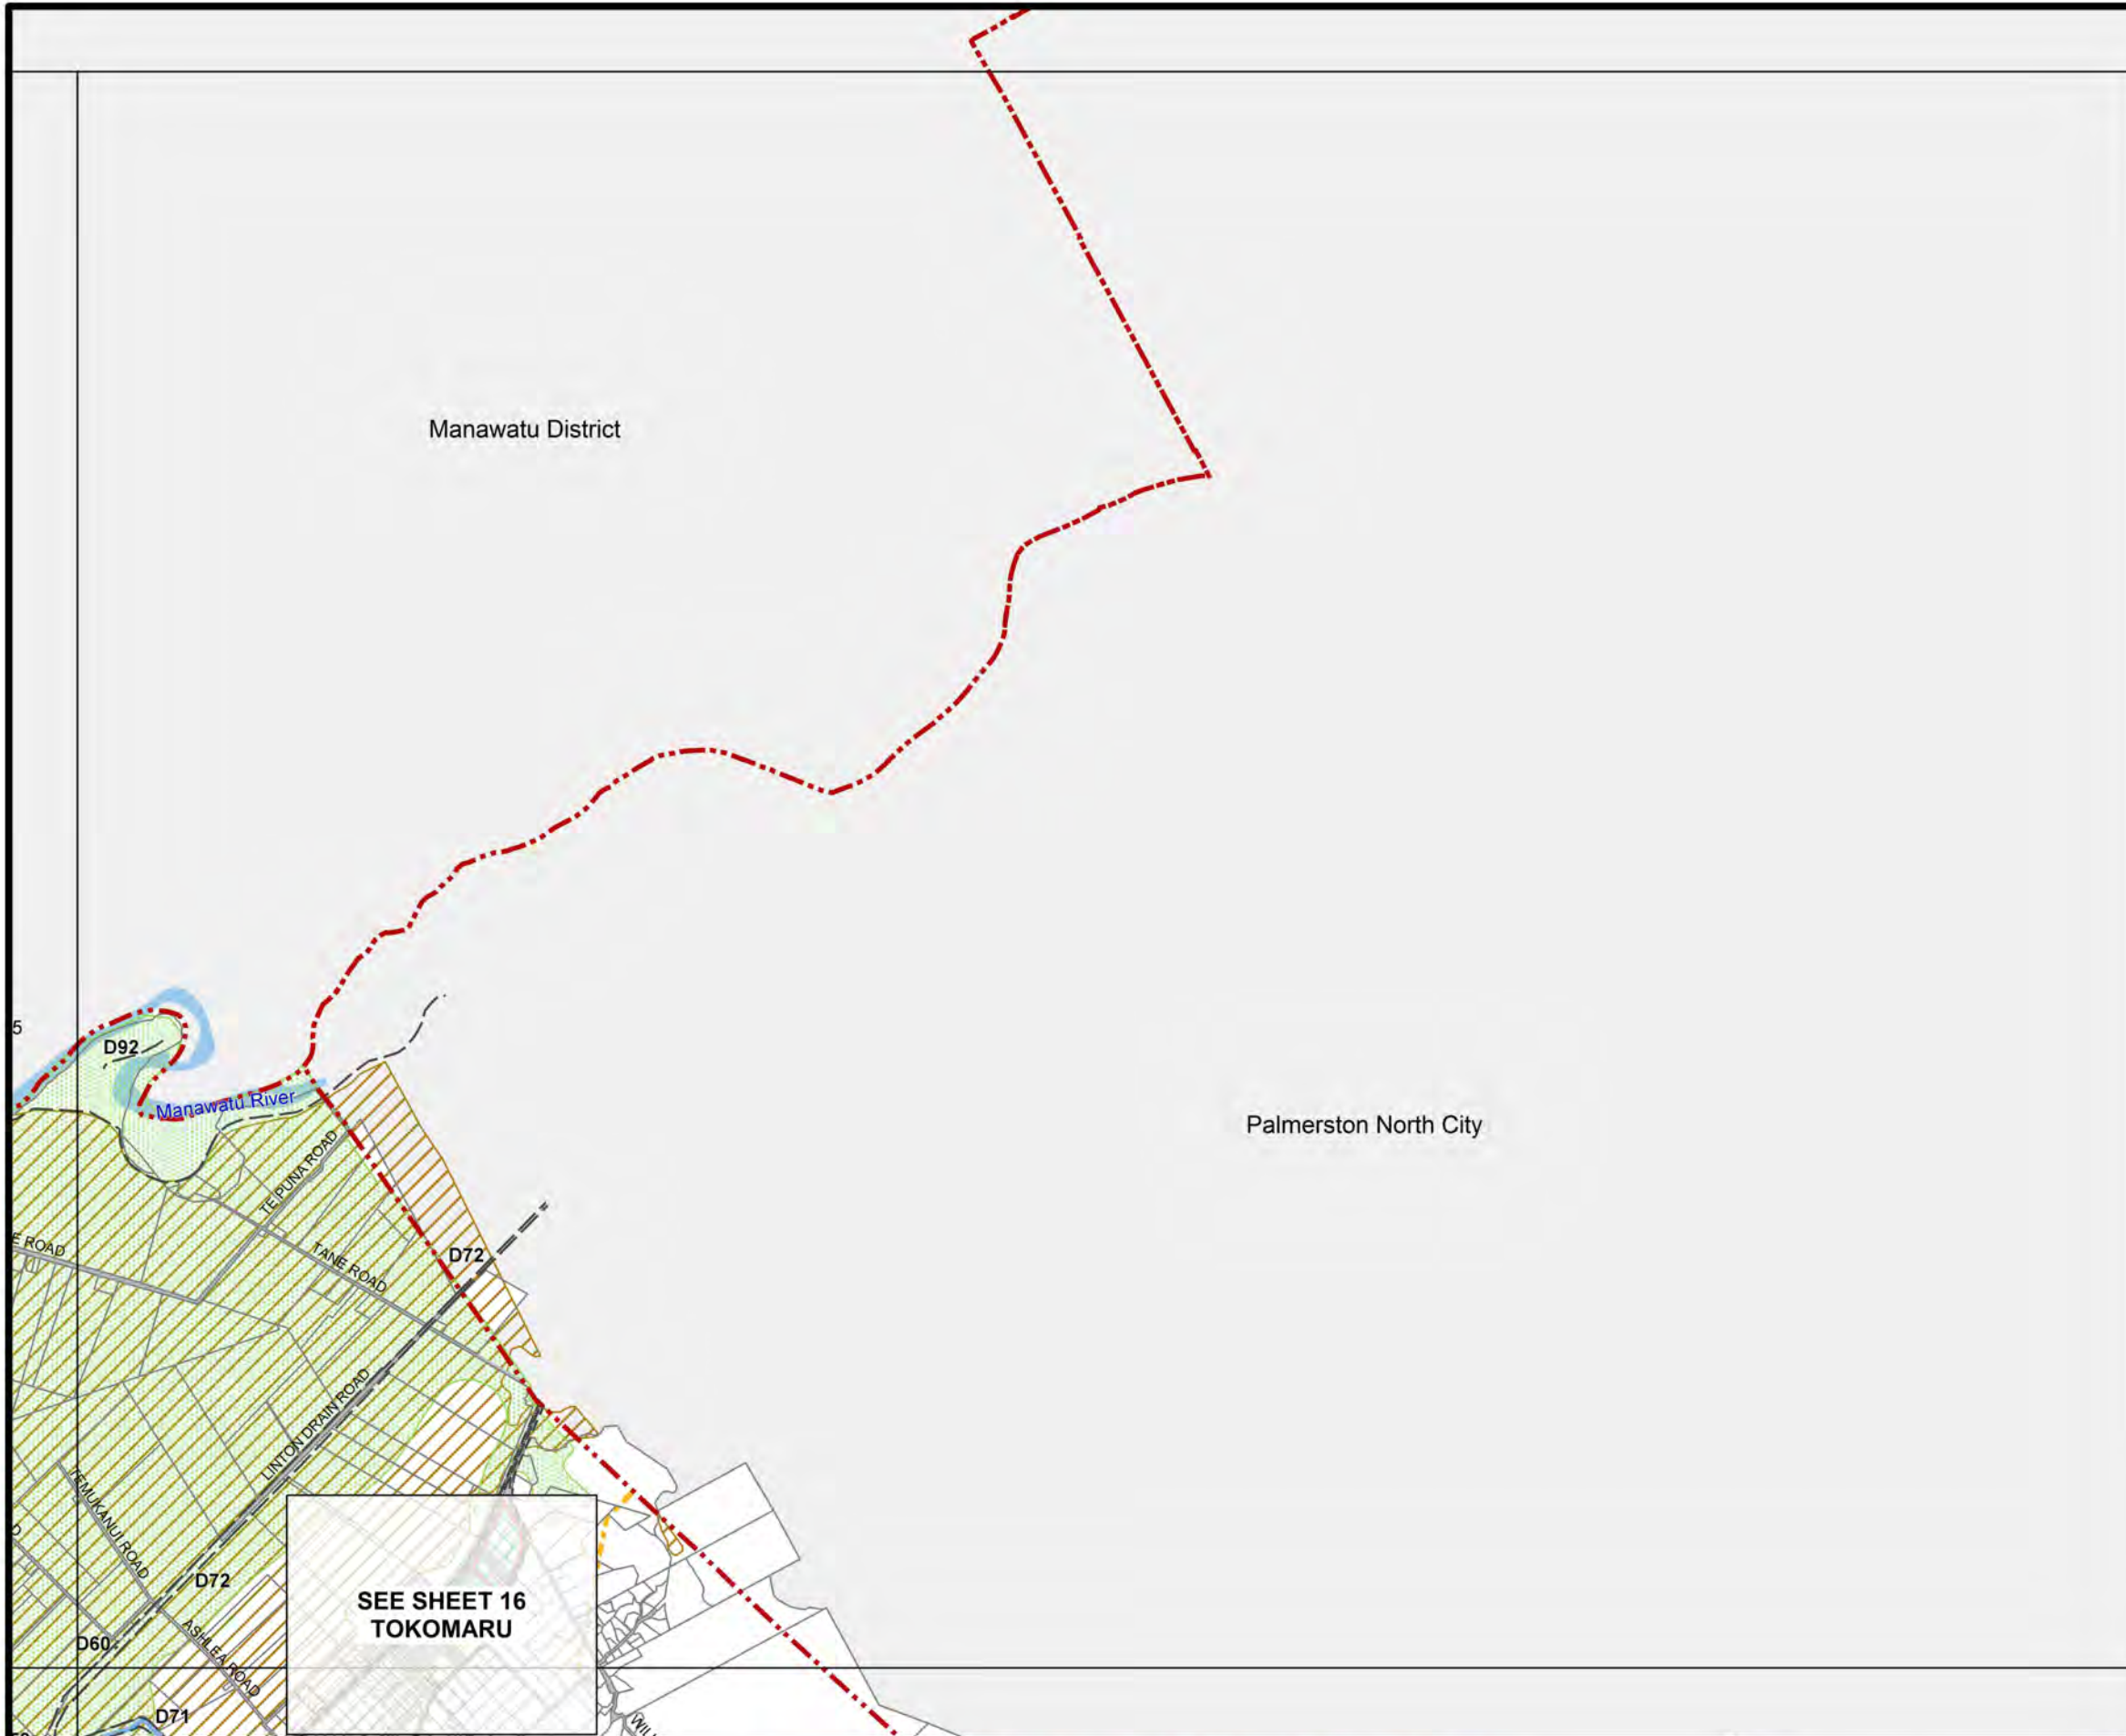 Manawatu District
5
D92
Manawatu River
Palmerston North City
TE PUNA ROAD
E ROAD
TANE ROAD
D72
LINTON DRAIN ROAD
TEMUKANUI ROAD
D72
SEE SHEET 16
TOKOMARU
D60
ASHLEA ROAD
D71